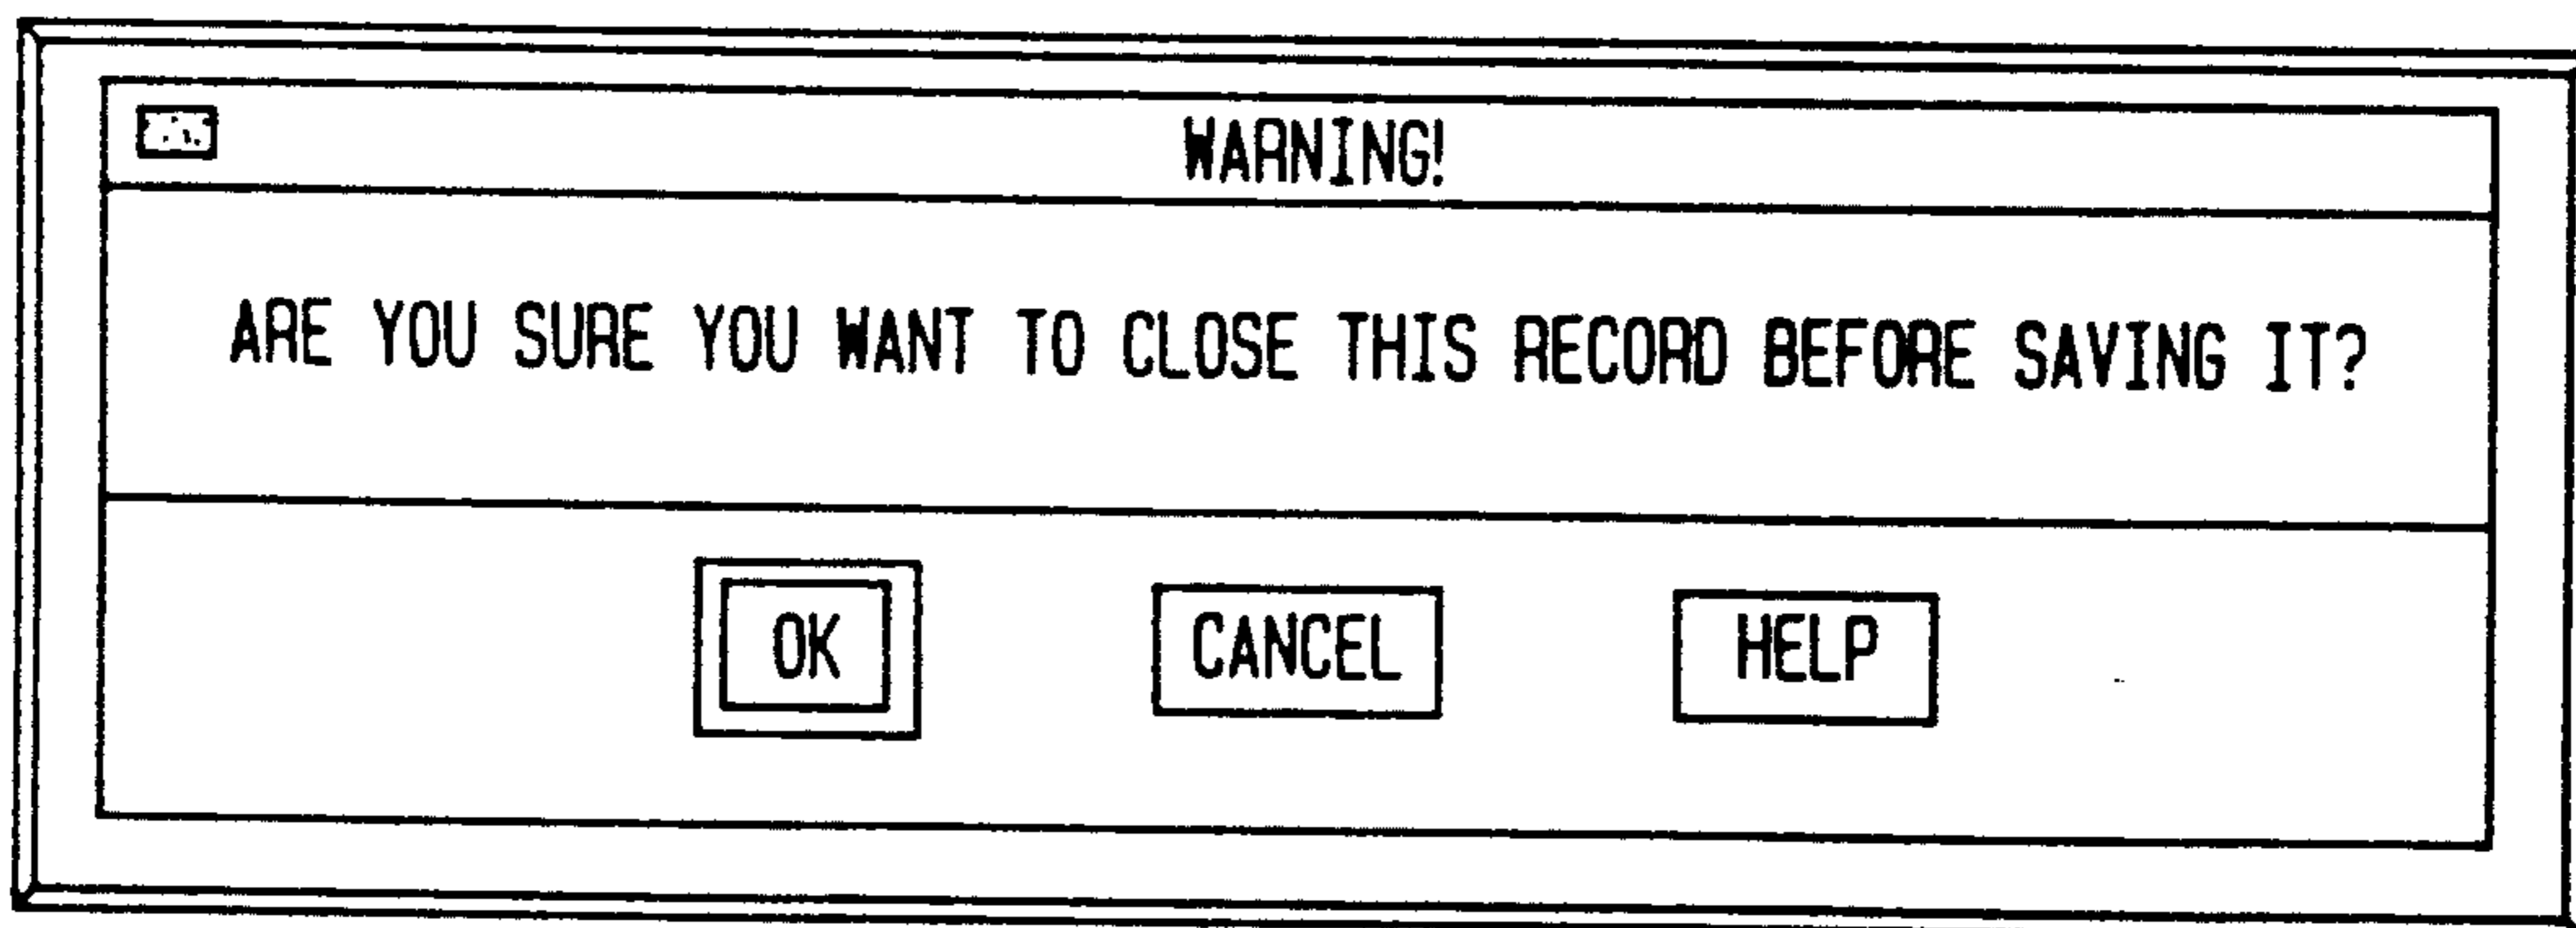 WARNING!
ARE YOU SURE YOU WANT TO CLOSE THIS RECORD BEFORE SAVING IT?
OK CANCEL HELP